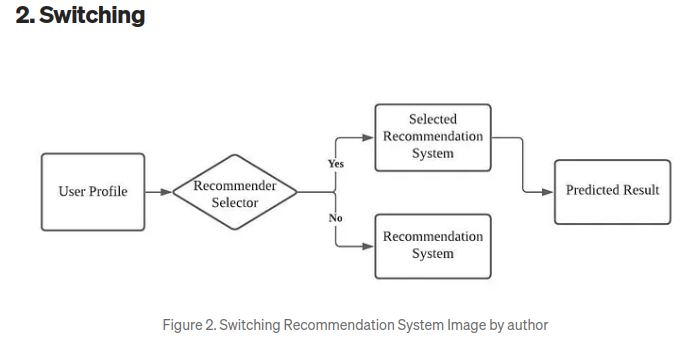 2. Switching
Selected
Recommendation
System
Yes
User Profile
Recommender
Selector
Predicted Result
No
Recommendation
System
Figure 2. Switching Recommendation System Image by author